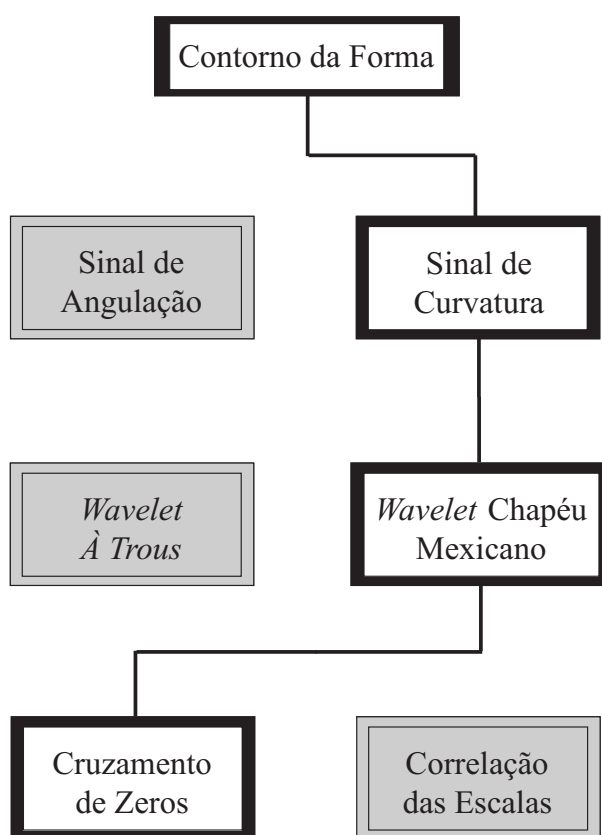 Contorno da Forma
Sinal de
Angulação
Sinal de
Curvatura
Wavelet
À Trous
Wavelet Chapéu
Mexicano
Cruzamento
de Zeros
Correlação
das Escalas